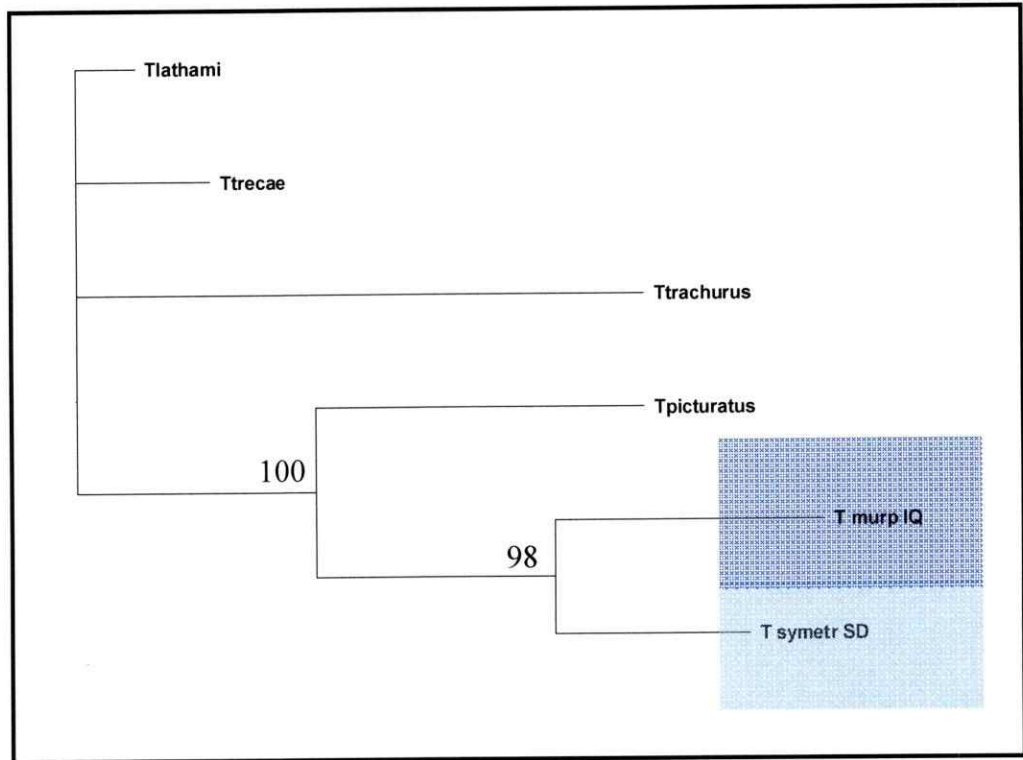 Tlathami
Ttrecae
Ttrachurus
Tpicturatus
100
T murp IQ
98
T symetr SD